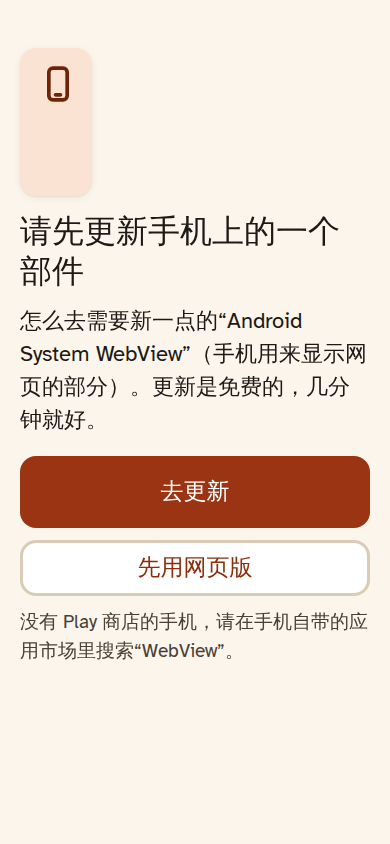 请先更新手机上的一个
部件
怎么去需要新一点的“Android
System WebView”（手机用来显示网
页的部分）。更新是免费的，几分
钟就好。
去更新
先用网页版
没有 Play 商店的手机，请在手机自带的应
用市场里搜索“WebView”。